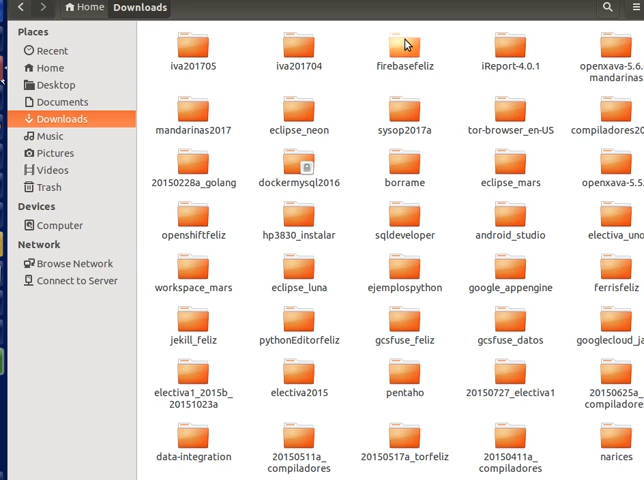 Home Downloads
Places
Recent
Home
Desktop
Documents
Downloads
Music
Pictures
Videos
Trash
Devices
Computer
Network
Browse Network
Connect to Server
iva201705 iva201704 firebasefeliz iReport-4.0.1 openxava-5.6.
mandarinas
mandarinas2017 eclipse_neon sysop2017a tor-browser_en-US compiladores20
20150228a_golang dockermysql2016 borrame eclipse_mars openxava-5.5.
openshiftfeliz hp3830_instalar sqldeveloper android_studio electiva_uno
workspace_mars eclipse_luna ejemplospython google_appengine ferrisfeliz
jekill_feliz pythonEditorfeliz gcsfuse_feliz gcsfuse_datos googlecloud_ja
electiva1_2015b_ electiva2015 pentaho 20150727_electiva1 20150625a_
20151023a compiladores
data-integration 20150511a_ 20150517a_torfeliz 20150411a_ narices
compiladores compiladores